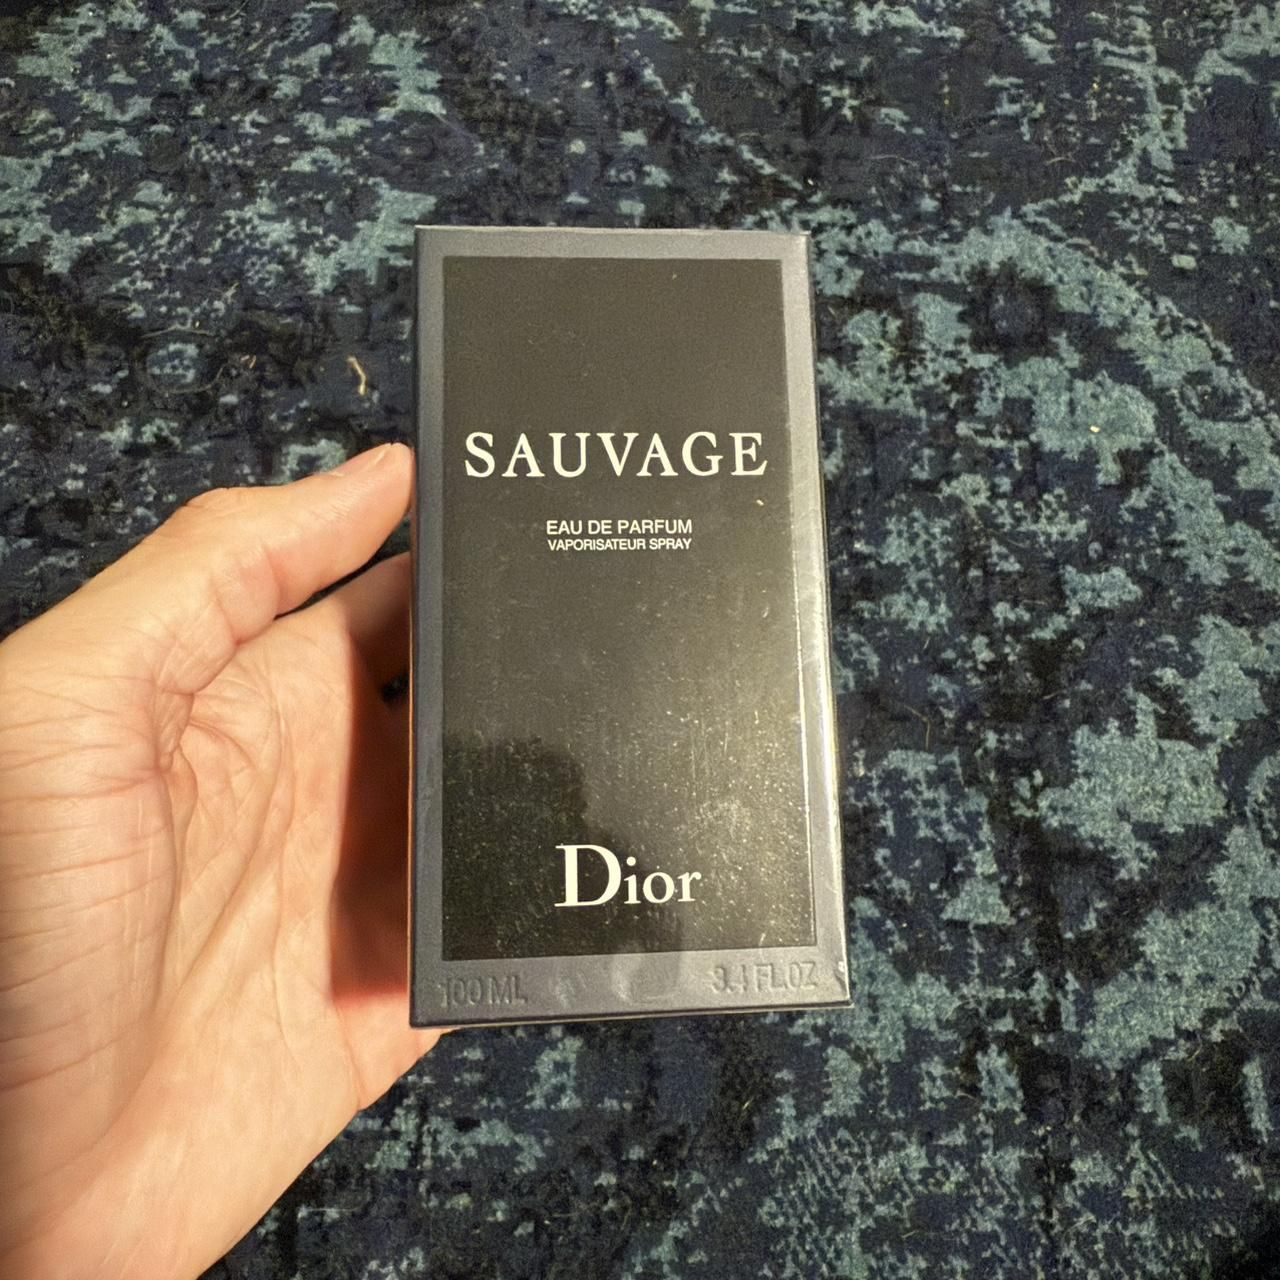 SAUVAGE
EAU DE PARFUM
VAPORISATEUR SPRAY
Dior
100 ML 3.4 FL.OZ